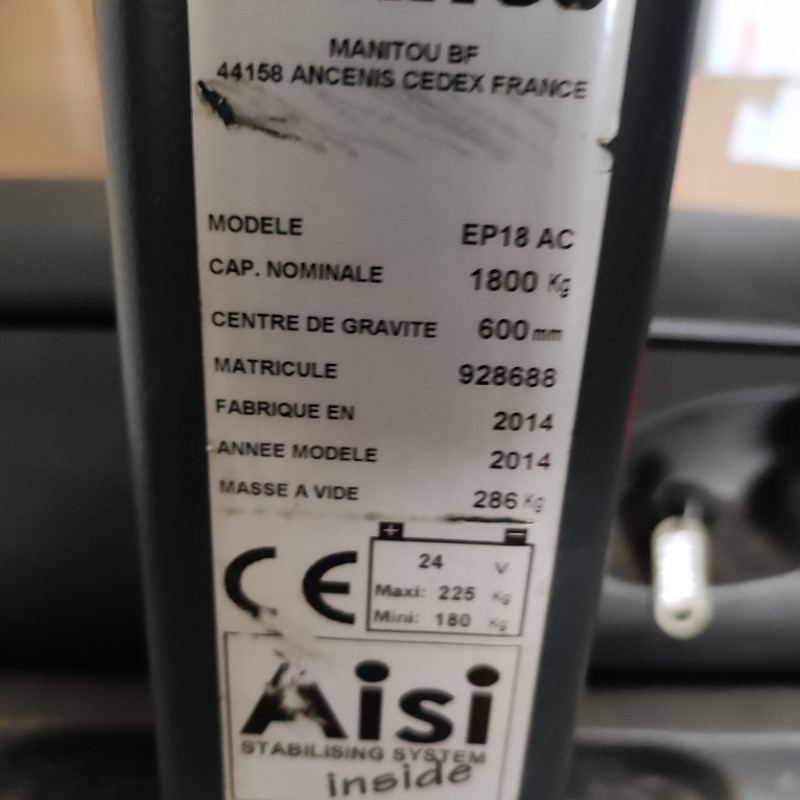 MANITOU BF
44158 ANCENIS CEDEX FRANCE
MODELE EP18 AC
CAP. NOMINALE 1800 Kg
CENTRE DE GRAVITE 600 mm
MATRICULE 928688
FABRIQUE EN 2014
ANNEE MODELE 2014
MASSE A VIDE 286 Kg
+ -
24 V
CE Maxi: 225 Kg
Mini: 180 Kg
Aisi
STABILISING SYSTEM
inside